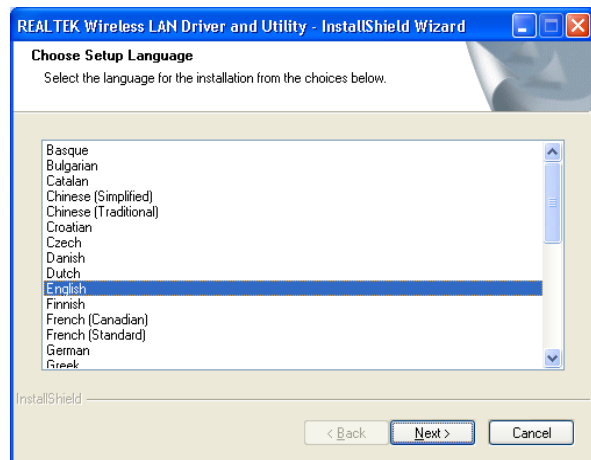 REALTEK Wireless LAN Driver and Utility - InstallShield Wizard
Choose Setup Language
Select the language for the installation from the choices below.
Basque
Bulgarian
Catalan
Chinese (Simplified)
Chinese (Traditional)
Croatian
Czech
Danish
Dutch
English
Finnish
French (Canadian)
French (Standard)
German
Greek
InstallShield
< Back Next > Cancel